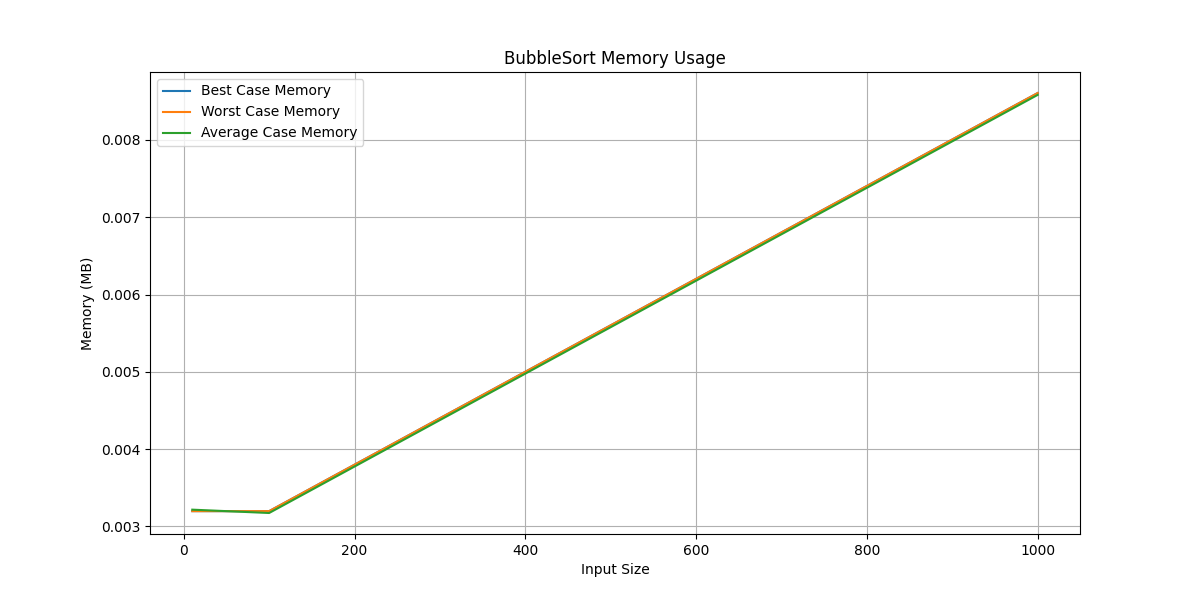 BubbleSort Memory Usage
Best Case Memory
Worst Case Memory
Average Case Memory
Memory (MB)
0.008
0.007
0.006
0.005
0.004
0.003
0 200 400 600 800 1000
Input Size